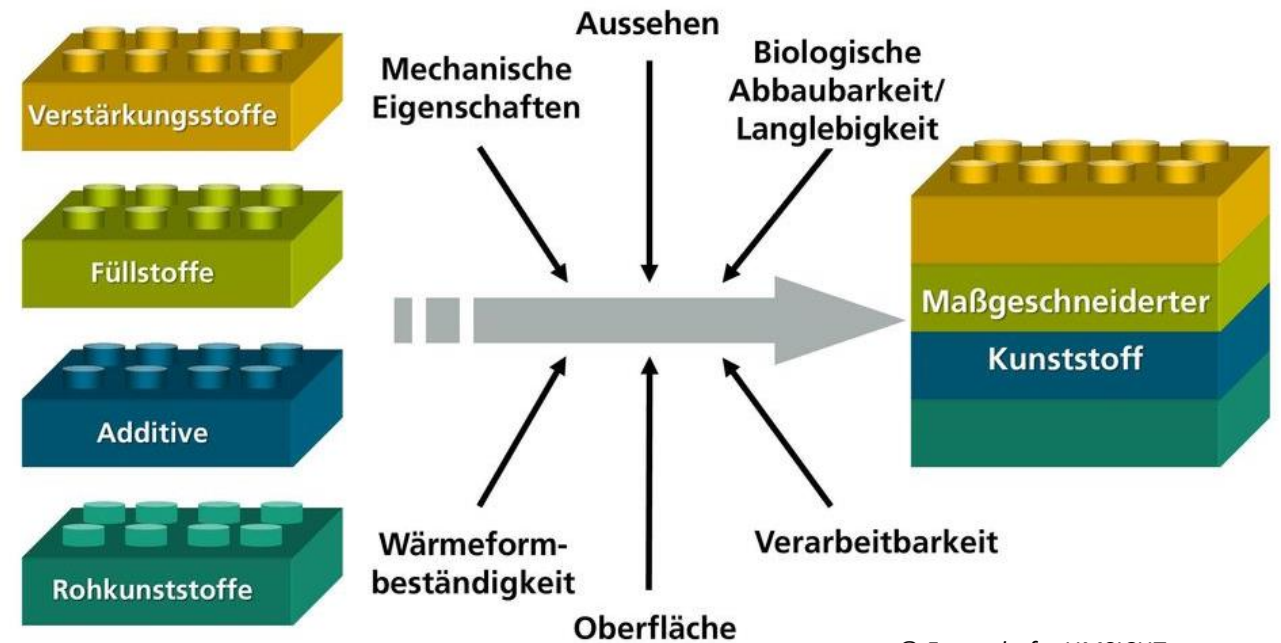 Verstärkungsstoffe
Füllstoffe
Additive
Rohkunststoffe
Mechanische
Eigenschaften
Aussehen
Biologische
Abbaubarkeit/
Langlebigkeit
Wärmeform-
beständigkeit
Oberfläche
Verarbeitbarkeit
Maßgeschneiderter
Kunststoff